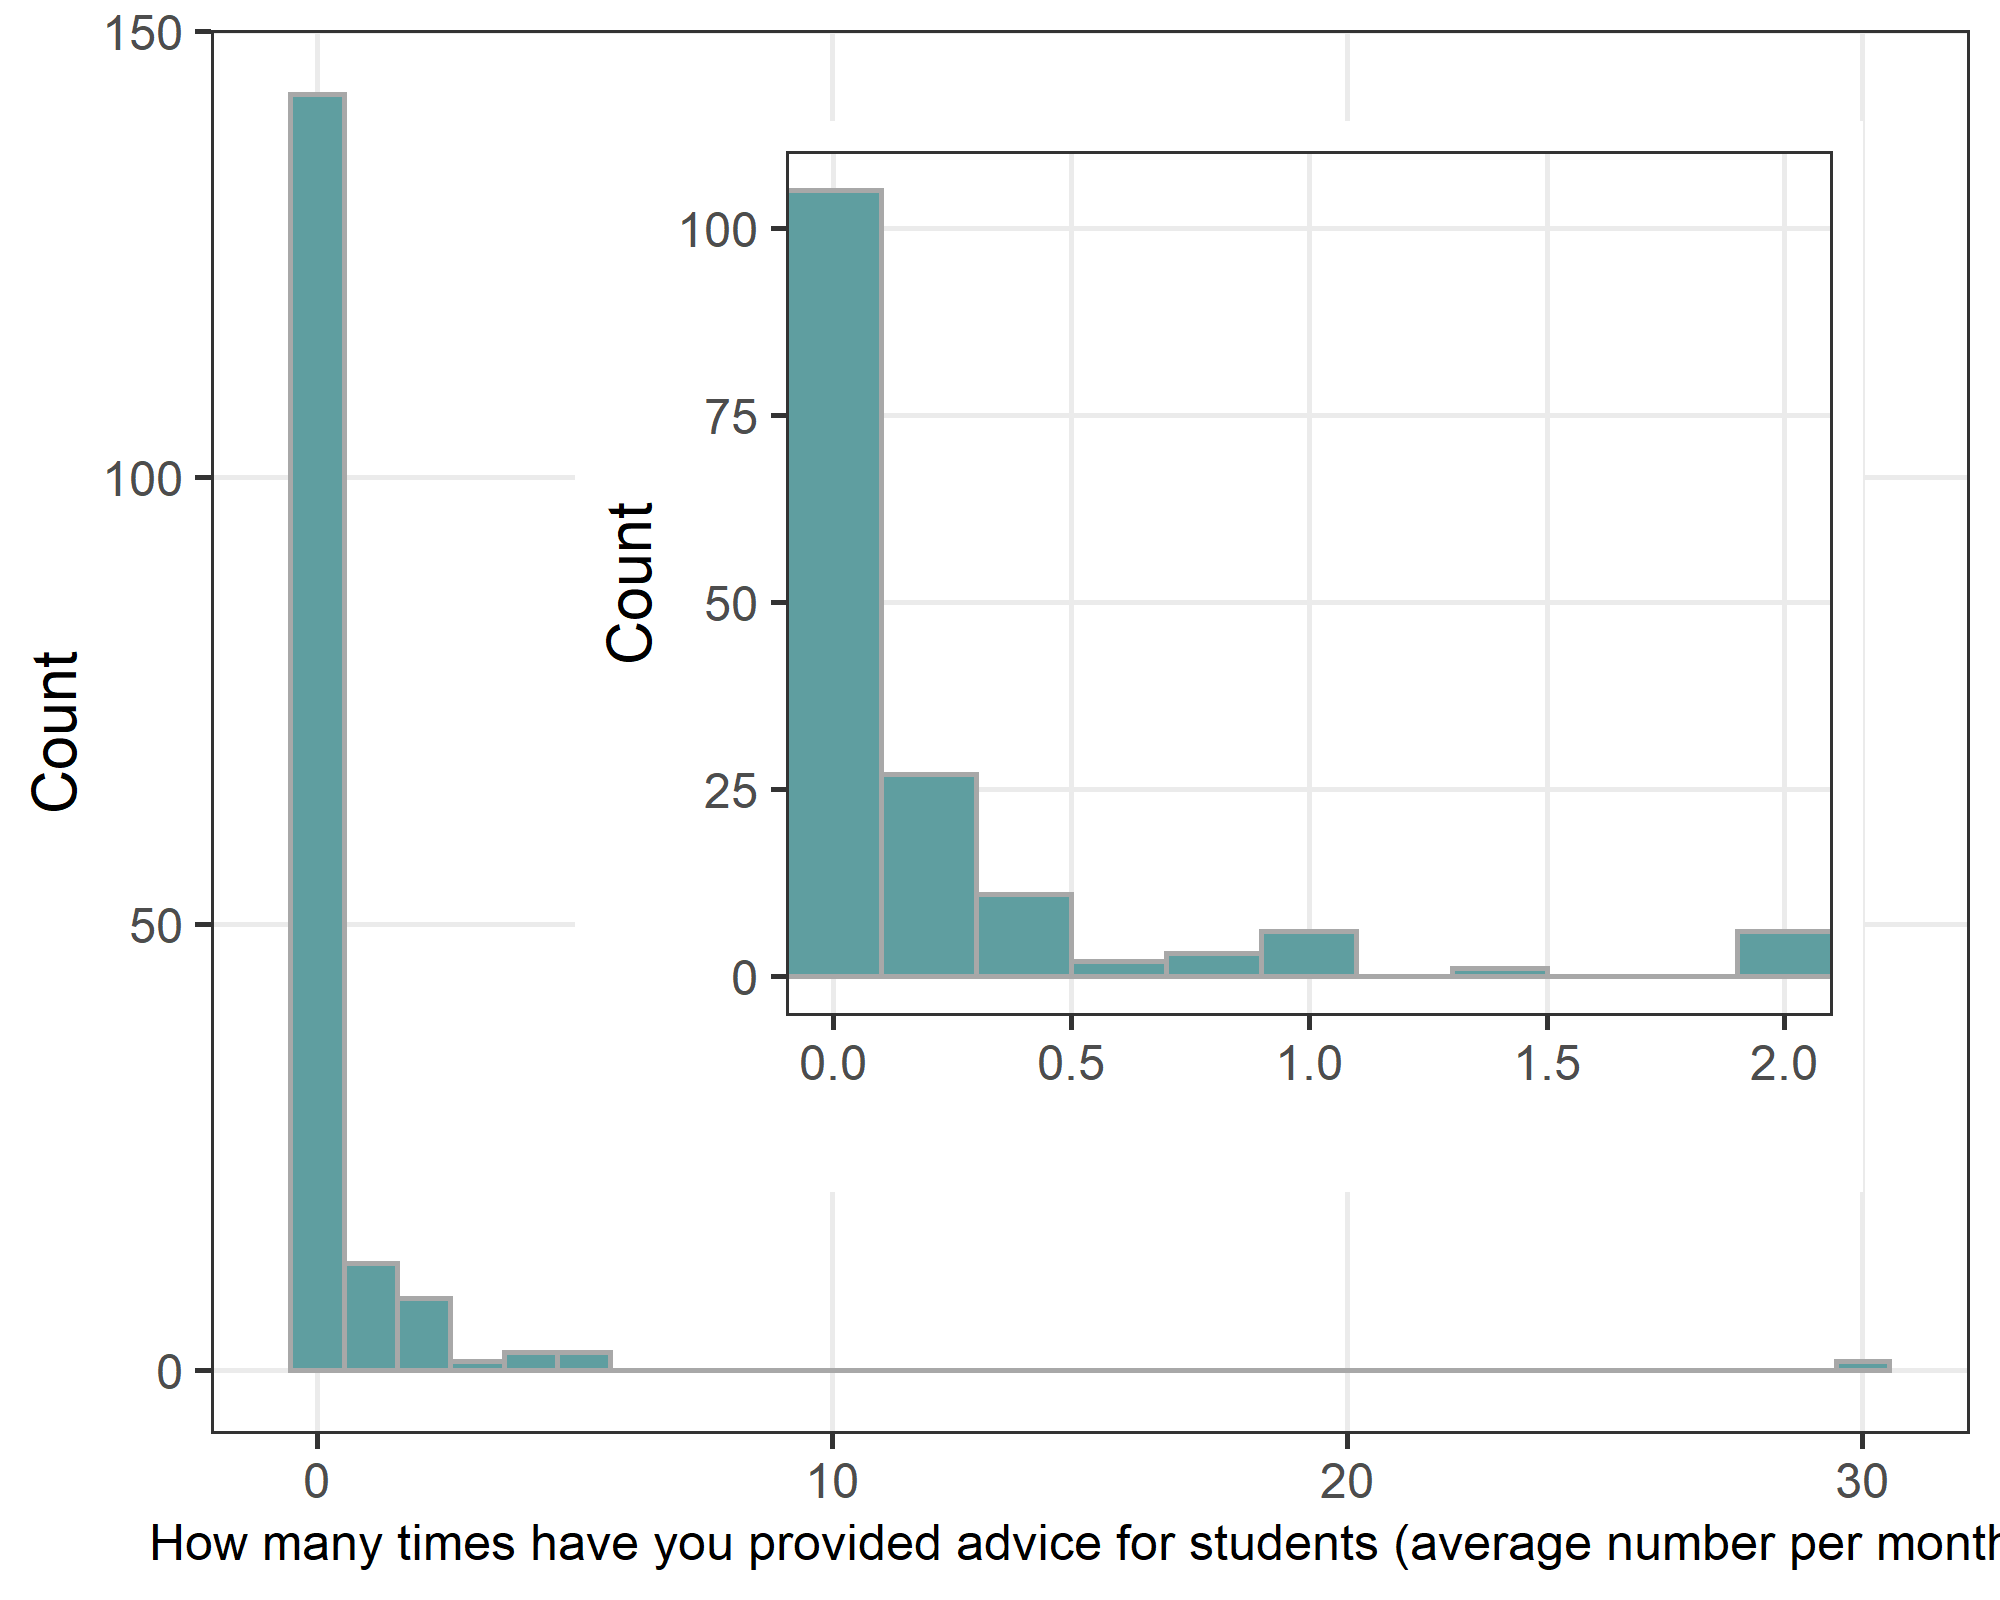 150
100
50
0
Count
100
75
50
25
0
Count
0.0 0.5 1.0 1.5 2.0
0 10 20 30
How many times have you provided advice for students (average number per month